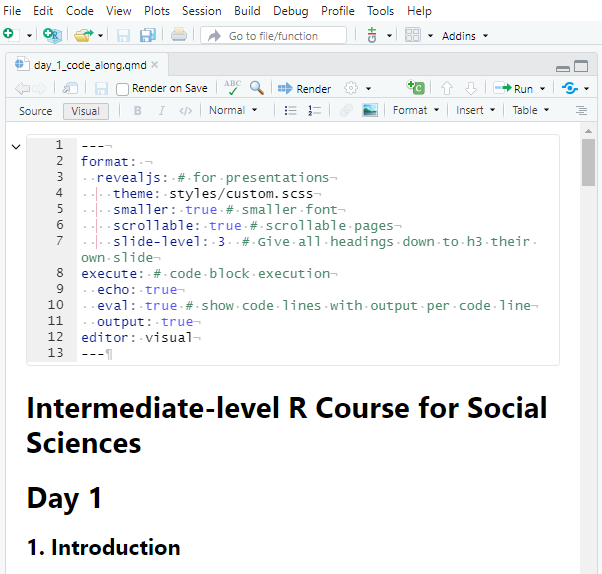 File Edit Code View Plots Session Build Debug Profile Tools Help
Go to file/function Addins
day_1_code_along.qmd
Render on Save ABC Render Run
Source Visual B I Normal Format Insert Table
1 ---
2 format:
3 revealjs: # for presentations
4 theme: styles/custom.scss
5 smaller: true # smaller font
6 scrollable: true # scrollable pages
7 slide-level: 3 # Give all headings down to h3 their
own slide
8 execute: # code block execution
9 echo: true
10 eval: true # show code lines with output per code line
11 output: true
12 editor: visual
13 ---
Intermediate-level R Course for Social
Sciences
Day 1
1. Introduction